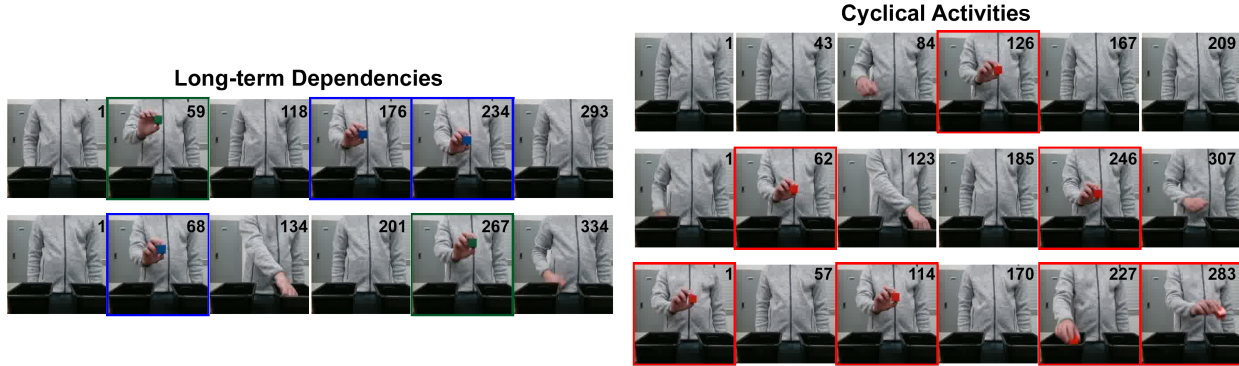 Long-term Dependencies
1 59 118 176 234 293
1 68 134 201 267 334
Cyclical Activities
1 43 84 126 167 209
1 62 123 185 246 307
1 57 114 170 227 283